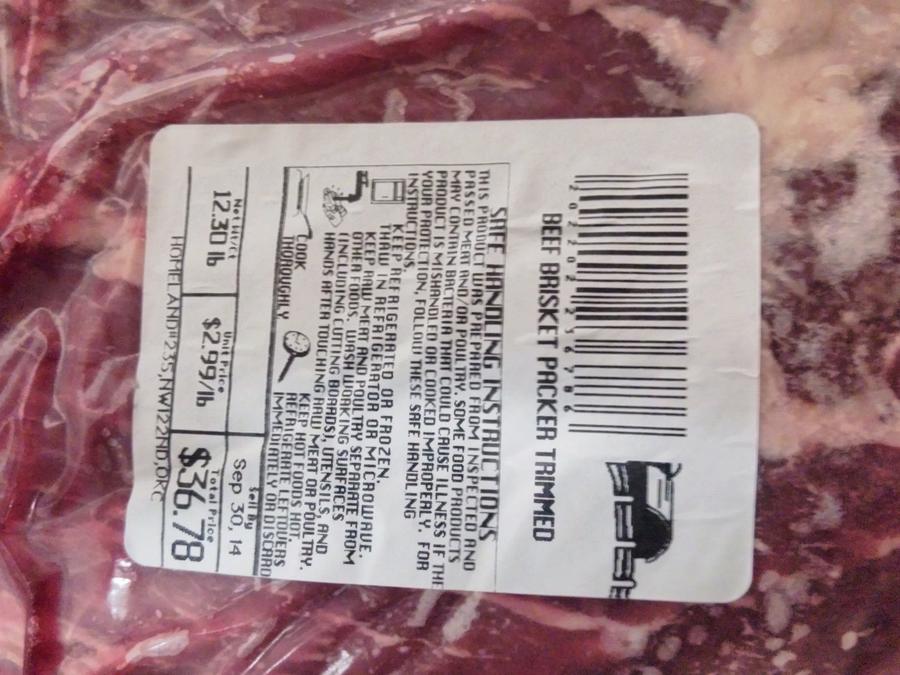 2 02202 23678 6
BEEF BRISKET PACKER TRIMMED
SAFE HANDLING INSTRUCTIONS
THIS PRODUCT WAS PREPARED FROM INSPECTED AND
PASSED MEAT AND/OR POULTRY. SOME FOOD PRODUCTS
MAY CONTAIN BACTERIA THAT COULD CAUSE ILLNESS IF THE
PRODUCT IS MISHANDLED OR COOKED IMPROPERLY. FOR
YOUR PROTECTION, FOLLOW THESE SAFE HANDLING
INSTRUCTIONS.
KEEP REFRIGERATED OR FROZEN.
THAW IN REFRIGERATOR OR MICROWAVE.
KEEP RAW MEAT AND POULTRY SEPARATE FROM
OTHER FOODS. WASH WORKING SURFACES
(INCLUDING CUTTING BOARDS), UTENSILS, AND
HANDS AFTER TOUCHING RAW MEAT OR POULTRY.
COOK
THOROUGHLY
KEEP HOT FOODS HOT.
REFRIGERATE LEFTOVERS
IMMEDIATELY OR DISCARD
Sell By
Sep 30, 14
Net Wt/Ct
12.30 lb
Unit Price
$2.99/lb
Total Price
$36.78
HOMELAND#235,NW122ND,OKC